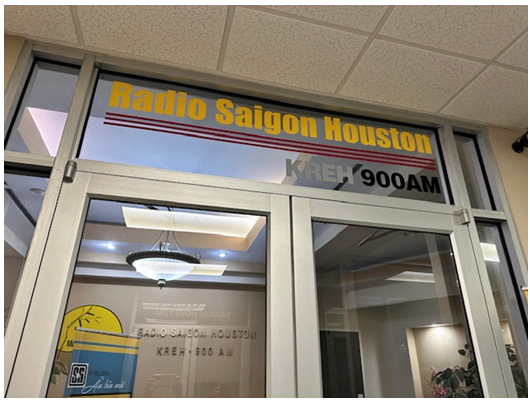 Radio Saigon Houston
KREH 900AM
RADIO SAIGON HOUSTON
KREH • 900 AM